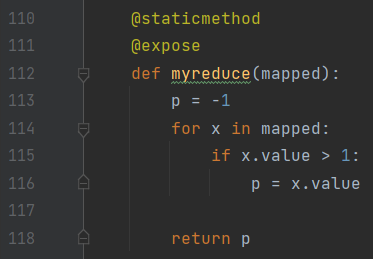 110 @staticmethod
111 @expose
112 def myreduce(mapped):
113 p = -1
114 for x in mapped:
115 if x.value > 1:
116 p = x.value
117
118 return p